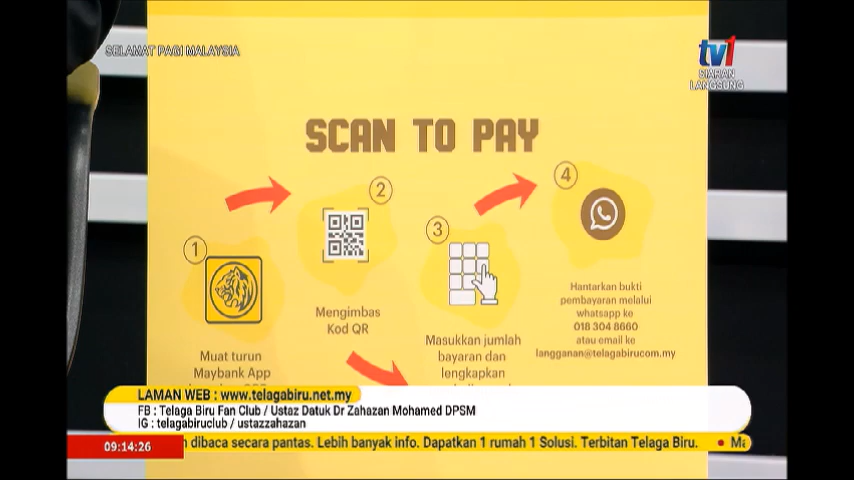 SELAMAT PAGI MALAYSIA
tv1
SIARAN
LANGSUNG
SCAN TO PAY
1
Muat turun
Maybank App
2
Mengimbas
Kod QR
3
Masukkan jumlah
bayaran dan
lengkapkan
4
Hantarkan bukti
pembayaran melalui
whatsapp ke
018 304 8660
atau email ke
langganan@telagabirucom.my
LAMAN WEB : www.telagabiru.net.my
FB : Telaga Biru Fan Club / Ustaz Datuk Dr Zahazan Mohamed DPSM
IG : telagabiruclub / ustazzahazan
09:14:26
dibaca secara pantas. Lebih banyak info. Dapatkan 1 rumah 1 Solusi. Terbitan Telaga Biru. •